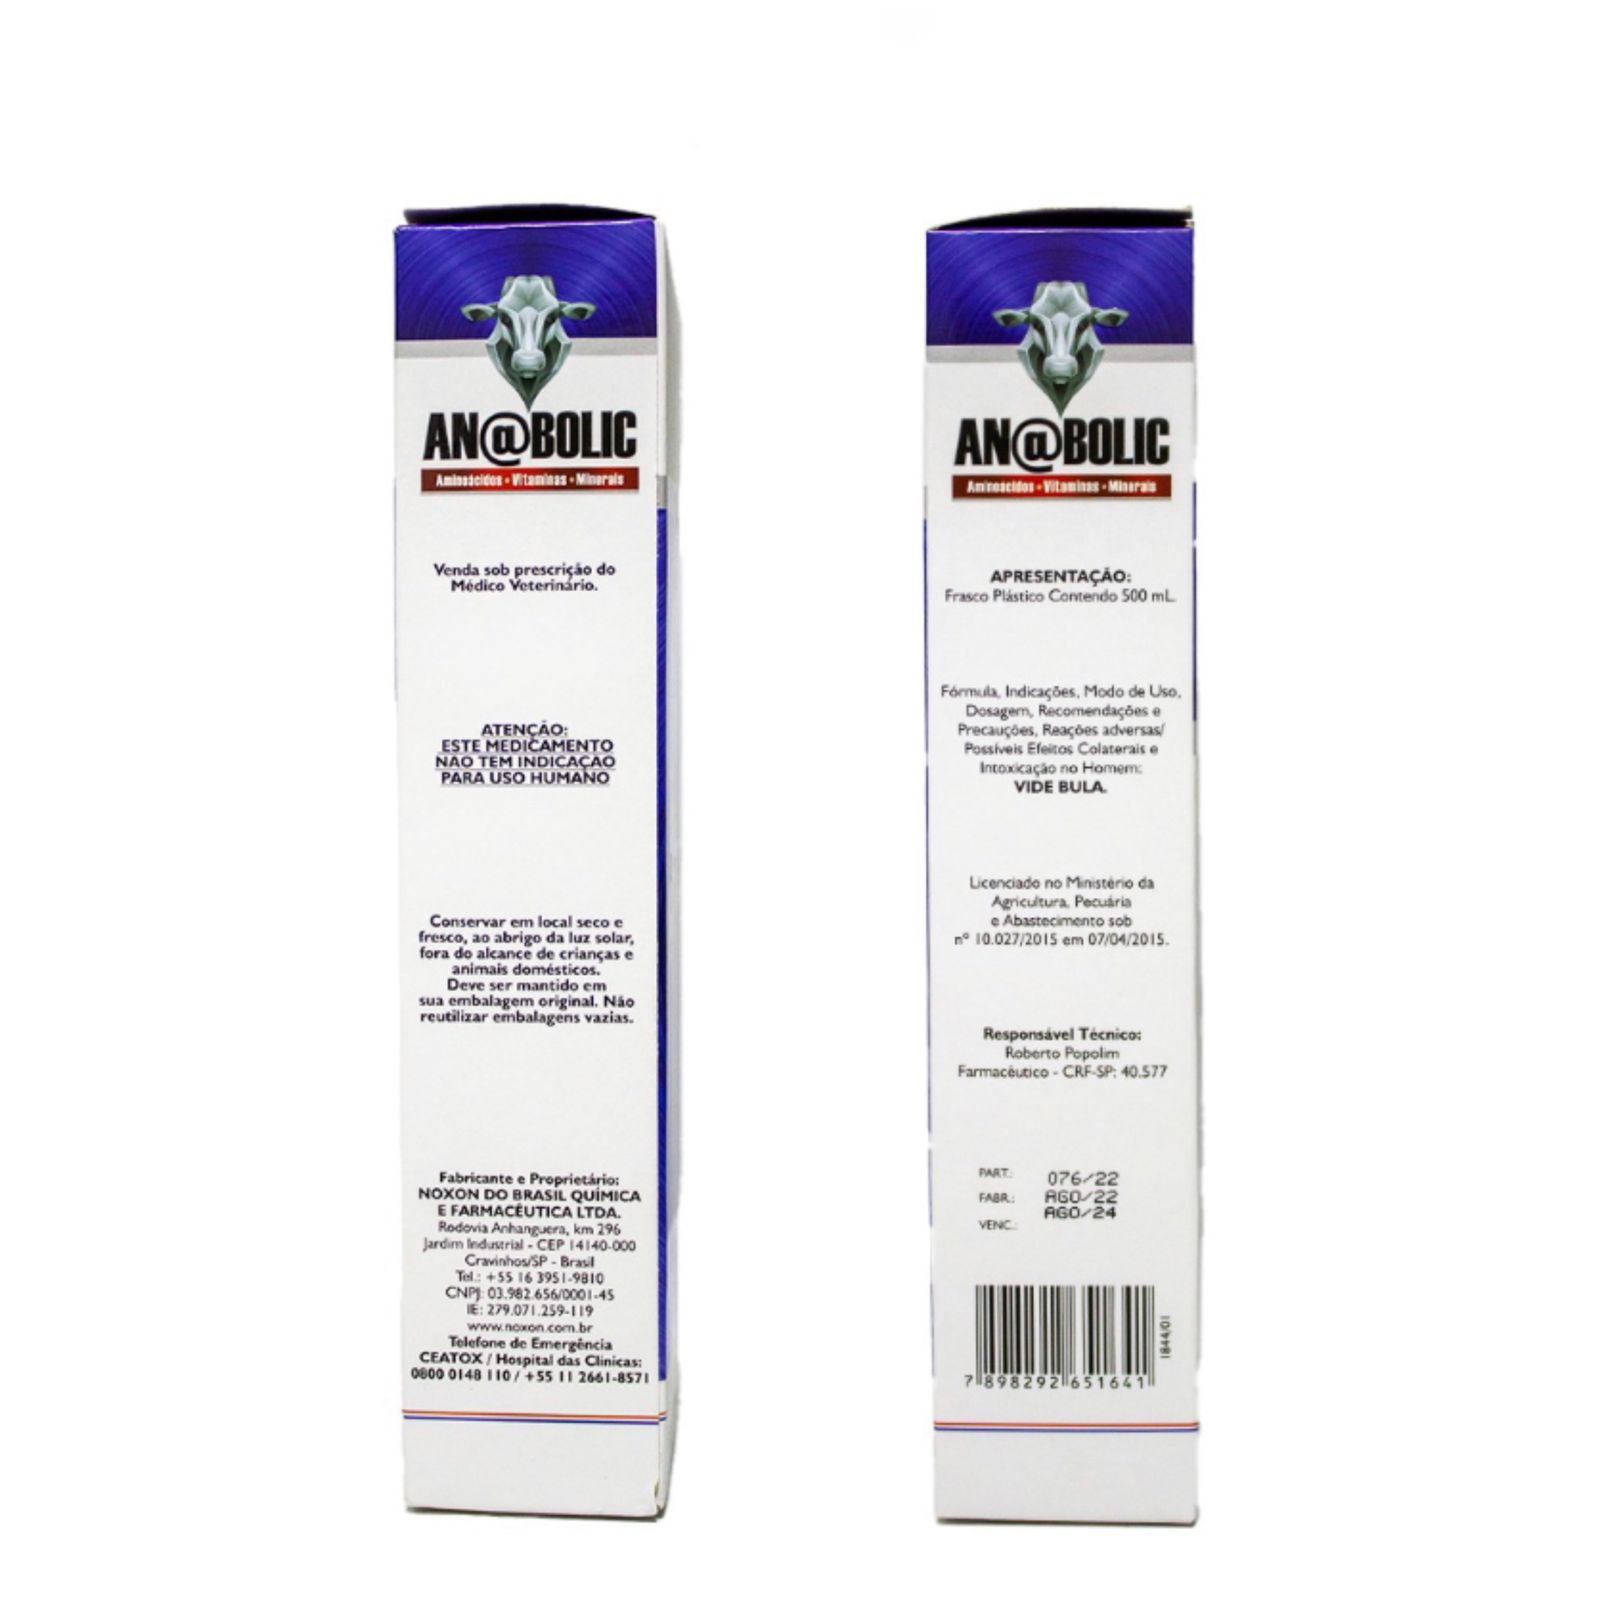 AN@BOLIC
Aminoácidos • Vitaminas • Minerais
Venda sob prescrição do
Médico Veterinário.
ATENÇÃO:
ESTE MEDICAMENTO
NÃO TEM INDICAÇÃO
PARA USO HUMANO
Conservar em local seco e
fresco, ao abrigo da luz solar,
fora do alcance de crianças e
animais domésticos.
Deve ser mantido em
sua embalagem original. Não
reutilizar embalagens vazias.
Fabricante e Proprietário:
NOXON DO BRASIL QUÍMICA
E FARMACÊUTICA LTDA.
Rodovia Anhanguera, km 296
Jardim Industrial - CEP 14140-000
Cravinhos/SP - Brasil
Tel.: +55 16 3951-9810
CNPJ: 03.982.656/0001-45
IE: 279.071.259-119
www.noxon.com.br
Telefone de Emergência
CEATOX / Hospital das Clínicas:
0800 0148 110 / +55 11 2661-8571
AN@BOLIC
Aminoácidos • Vitaminas • Minerais
APRESENTAÇÃO:
Frasco Plástico Contendo 500 mL.
Fórmula, Indicações, Modo de Uso,
Dosagem, Recomendações e
Precauções, Reações adversas/
Possíveis Efeitos Colaterais e
Intoxicação no Homem:
VIDE BULA.
Licenciado no Ministério da
Agricultura, Pecuária
e Abastecimento sob
nº 10.027/2015 em 07/04/2015.
Responsável Técnico:
Roberto Popolim
Farmacêutico - CRF-SP: 40.577
PART.: 076/22
FABR.: AGO/22
VENC.: AGO/24
1844/01
7 898292 651641